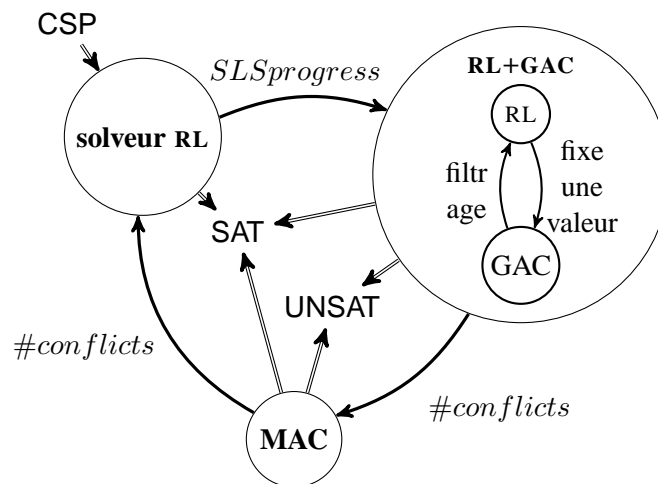 CSP
SLSprogress
RL+GAC
solveur RL
RL
filtr
age
fixe
une
valeur
SAT
GAC
UNSAT
#conflicts
#conflicts
MAC